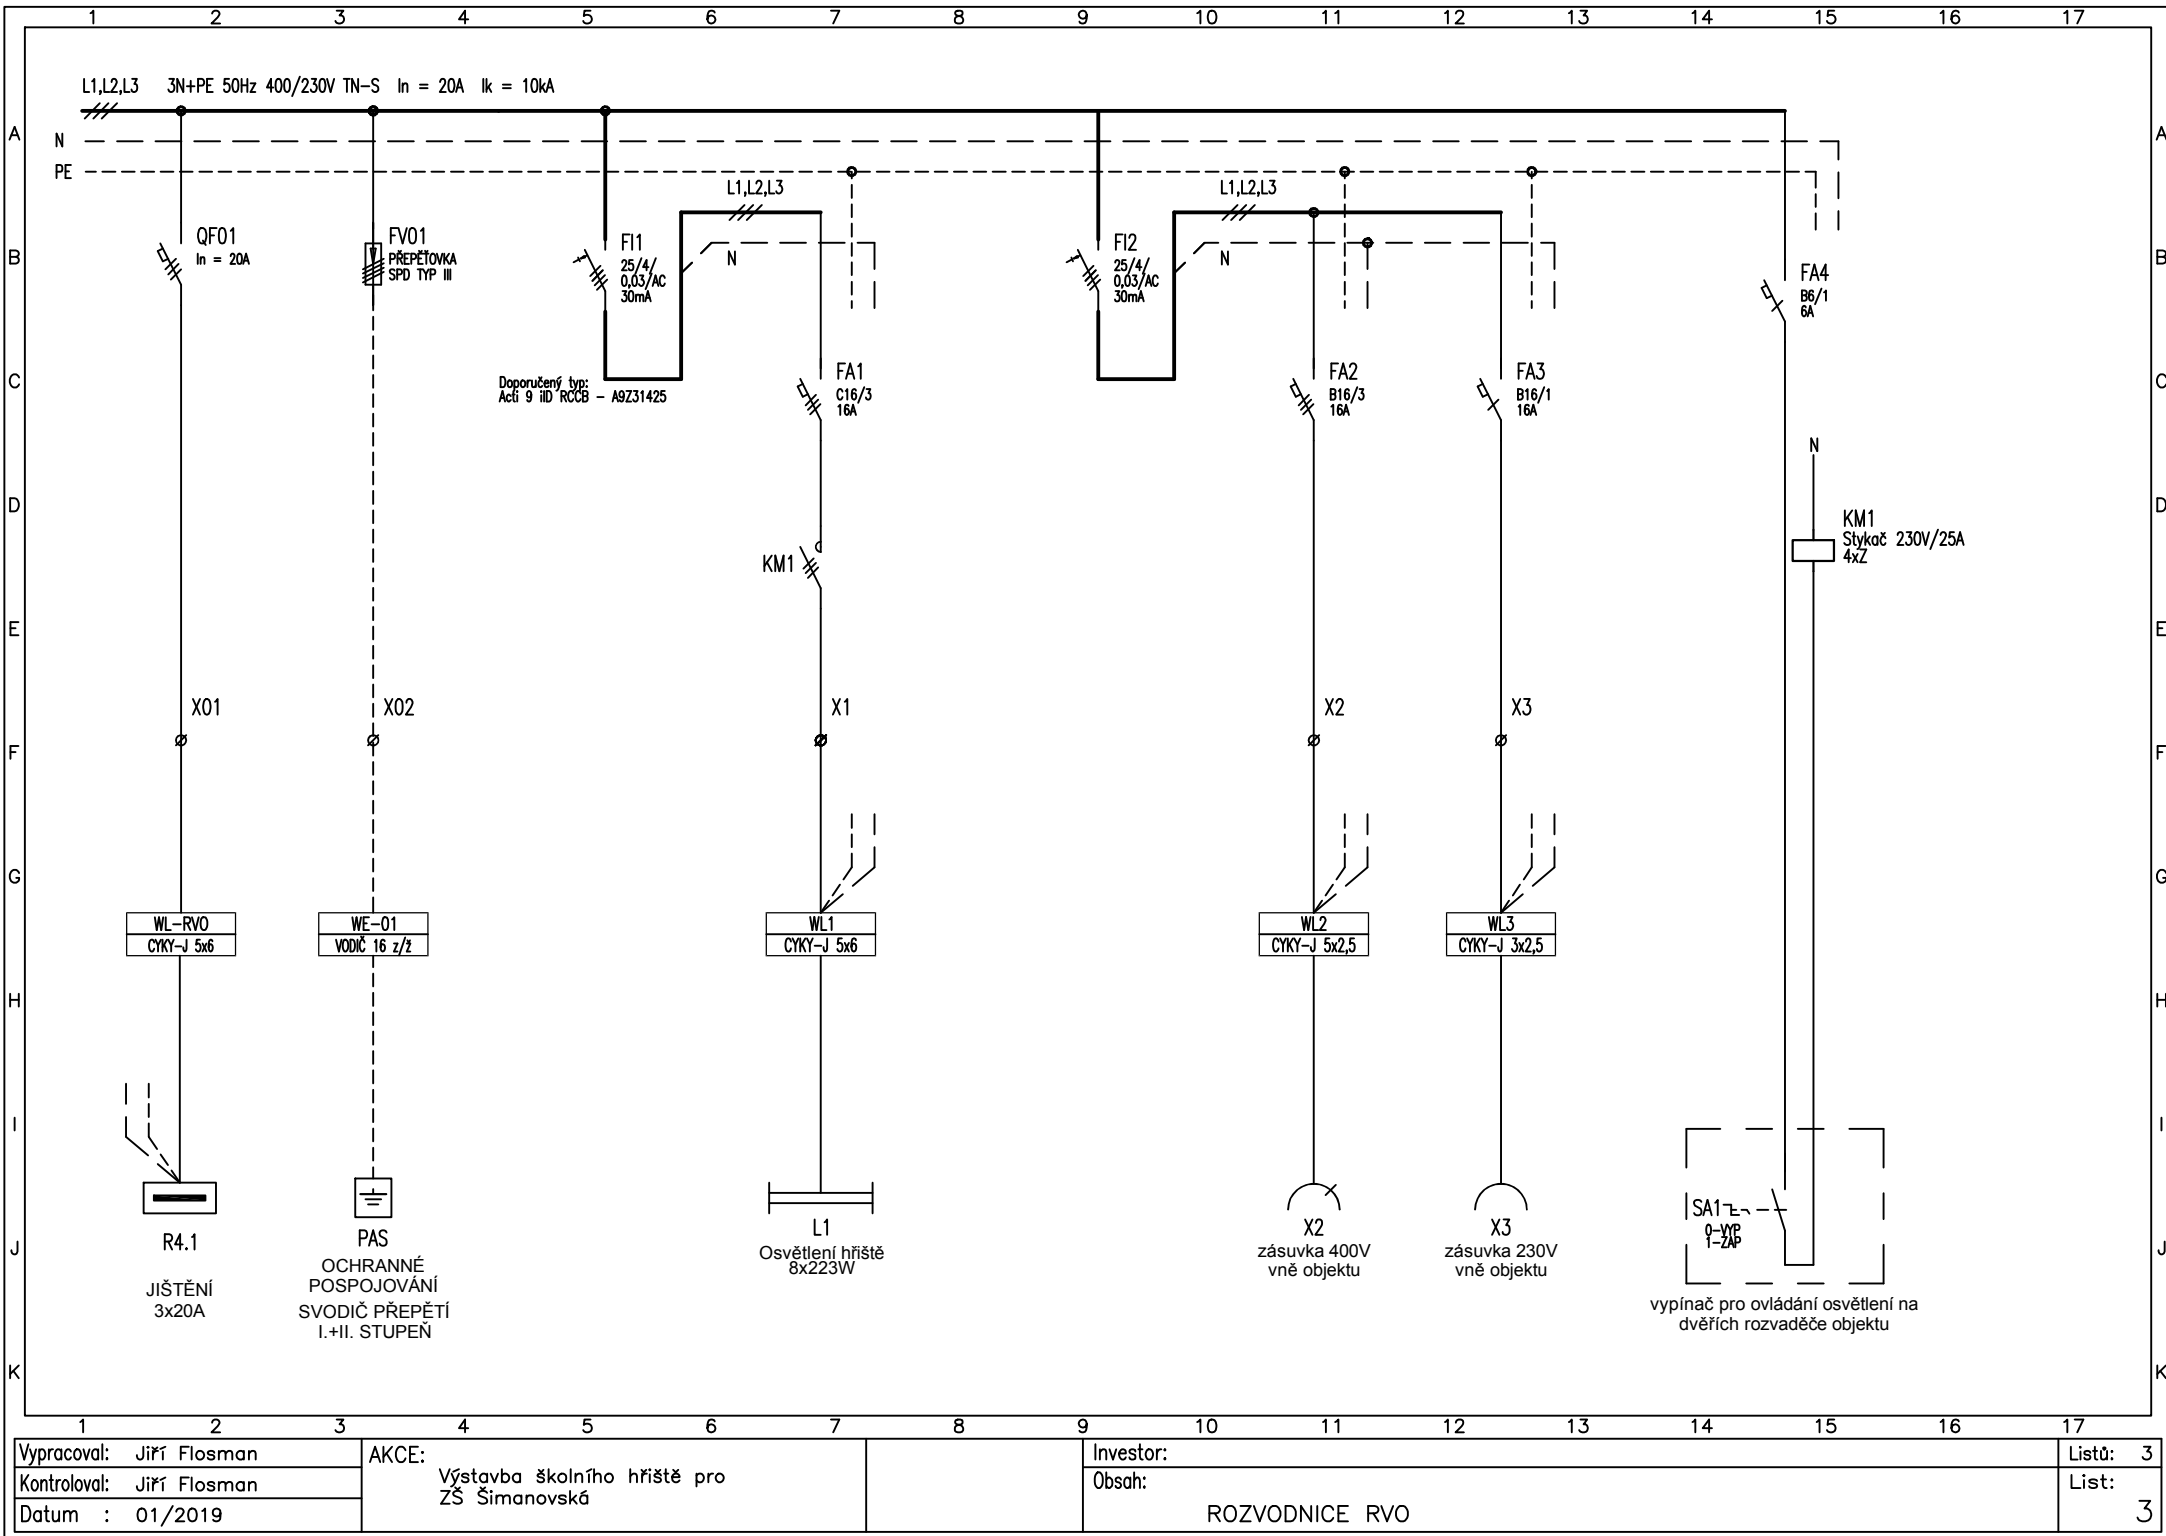 1 2 3 4 5 6 7 8 9 10 11 12 13 14 15 16 17
L1,L2,L3 3N+PE 50Hz 400/230V TN-S In = 20A Ik = 10kA
A A
N
PE
L1,L2,L3
L1,L2,L3
B B
QF01
In = 20A
FV01
PŘEPĚŤOVKA
SPD TYP III
FI1
25/4/
0,03/AC
30mA
N
FI2
25/4/
0,03/AC
30mA
N
FA4
B6/1
6A
C C
Doporučený typ:
Acti 9 iID RCCB - A9Z31425
FA1
C16/3
16A
FA2
B16/3
16A
FA3
B16/1
16A
N
D D
KM1
Stykač 230V/25A
4xZ
KM1
E E
X01
X02
X1
X2
X3
F F
G G
WL-RVO
CYKY-J 5x6
WE-01
VODIČ 16 z/ž
WL1
CYKY-J 5x6
WL2
CYKY-J 5x2,5
WL3
CYKY-J 3x2,5
H H
I I
J J
R4.1
JIŠTĚNÍ
3x20A
PAS
OCHRANNÉ
POSPOJOVÁNÍ
SVODIČ PŘEPĚTÍ
I.+II. STUPEŇ
L1
Osvětlení hřiště
8x223W
X2
zásuvka 400V
vně objektu
X3
zásuvka 230V
vně objektu
SA1
0-VYP
1-ZAP
vypínač pro ovládání osvětlení na
dvěřích rozvaděče objektu
K K
1 2 3 4 5 6 7 8 9 10 11 12 13 14 15 16 17
Vypracoval: Jiří Flosman
Kontroloval: Jiří Flosman
Datum : 01/2019
AKCE:
Výstavba školního hřiště pro
ZŠ Šimanovská
Investor:
Obsah:
ROZVODNICE RVO
Listů: 3
List:
3